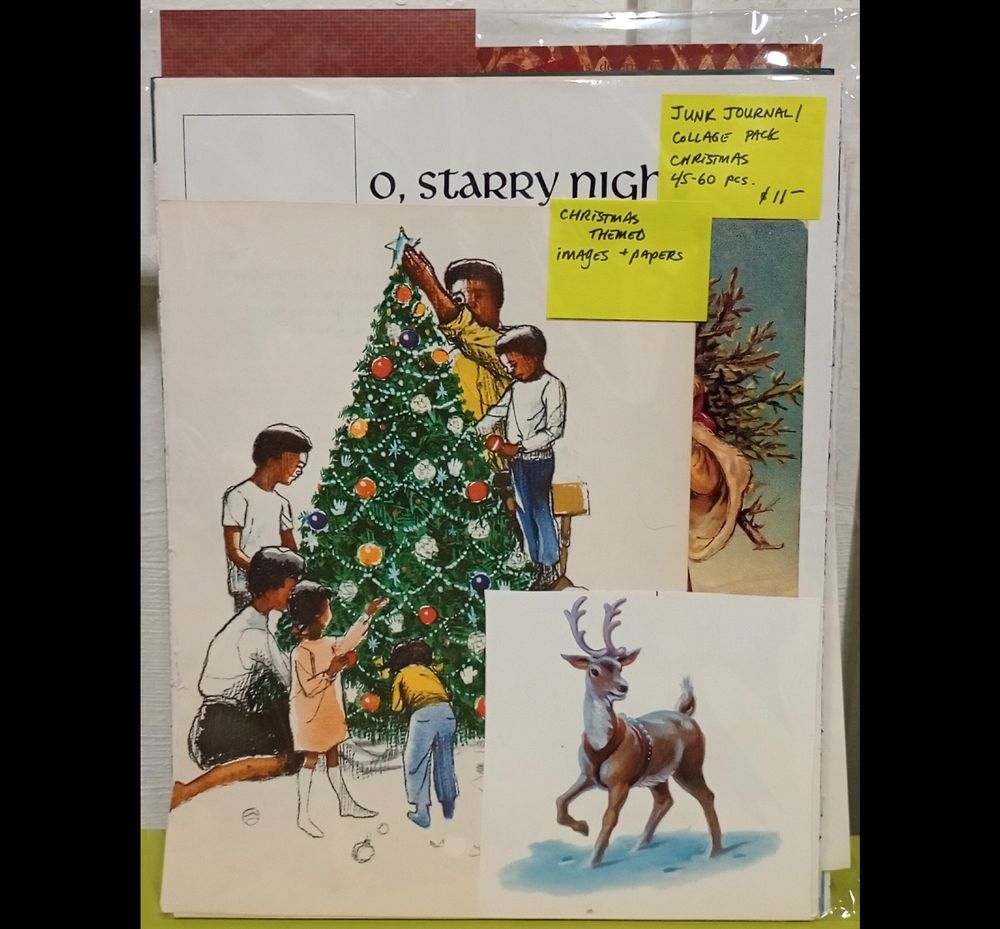 O, STARRY NIGH
JUNK JOURNAL/
COLLAGE PACK
CHRISTMAS
45-60 pcs.
$11-
CHRISTMAS
THEMED
images + papers